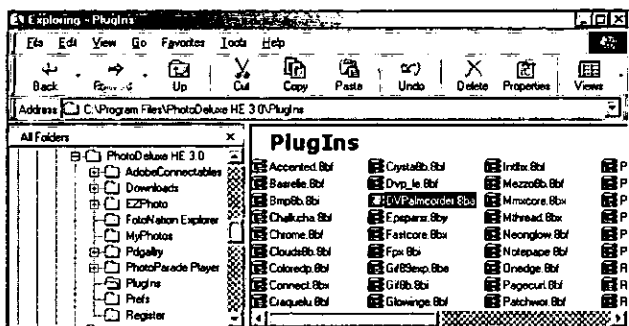 Exploring - PlugIns
File Edit View Go Favorites Tools Help
Back Forward Up Cut Copy Paste Undo Delete Properties Views
Address C:\Program Files\PhotoDeluxe HE 3.0\PlugIns
All Folders x
PhotoDeluxe HE 3.0
AdobeConnectables
Downloads
EZPhoto
FotoNation Explorer
MyPhotos
Pdgallry
PhotoParade Player
PlugIns
Prefs
Register
PlugIns
Accented.8bf Crysta8b.8bf Intlfix.8bf P
Basrelie.8bf Dvp_le.8bf Mezzo8b.8bf P
Bmp8b.8bi DVPalmcorder.8ba Mmxcore.8bx P
Chalkcha.8bf Epsparsr.8by Mthread.8bx P
Chrome.8bf Fastcore.8bx Neonglow.8bf P
Clouds8b.8bf Fpx.8bi Notepape.8bf P
Coloredp.8bf Gif89exp.8be Onedge.8bf P
Connect.8bx Gif8b.8bi Pagecurl.8bf R
Craquelu.8bf Glowinge.8bf Patchwor.8bf R